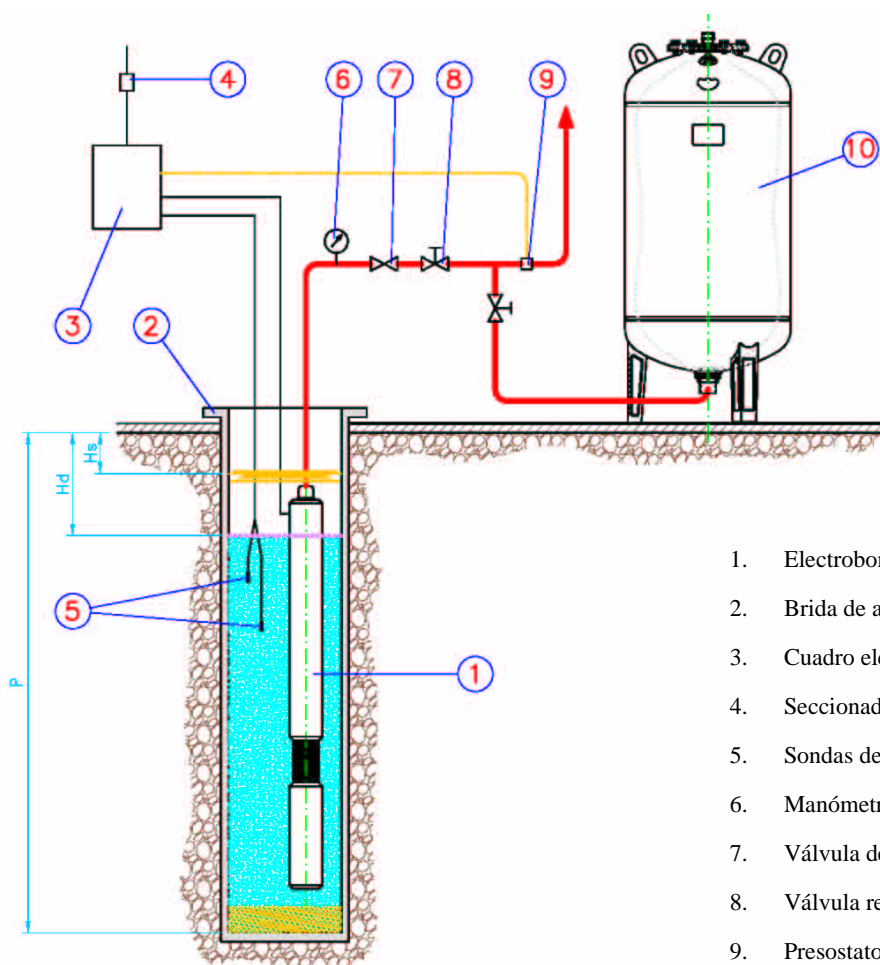 4
6
7
8
9
10
3
2
Hs
Hd
P
5
1
1. Electrobor
2. Brida de a
3. Cuadro ele
4. Seccionad
5. Sondas de
6. Manómetr
7. Válvula de
8. Válvula re
9. Presostato